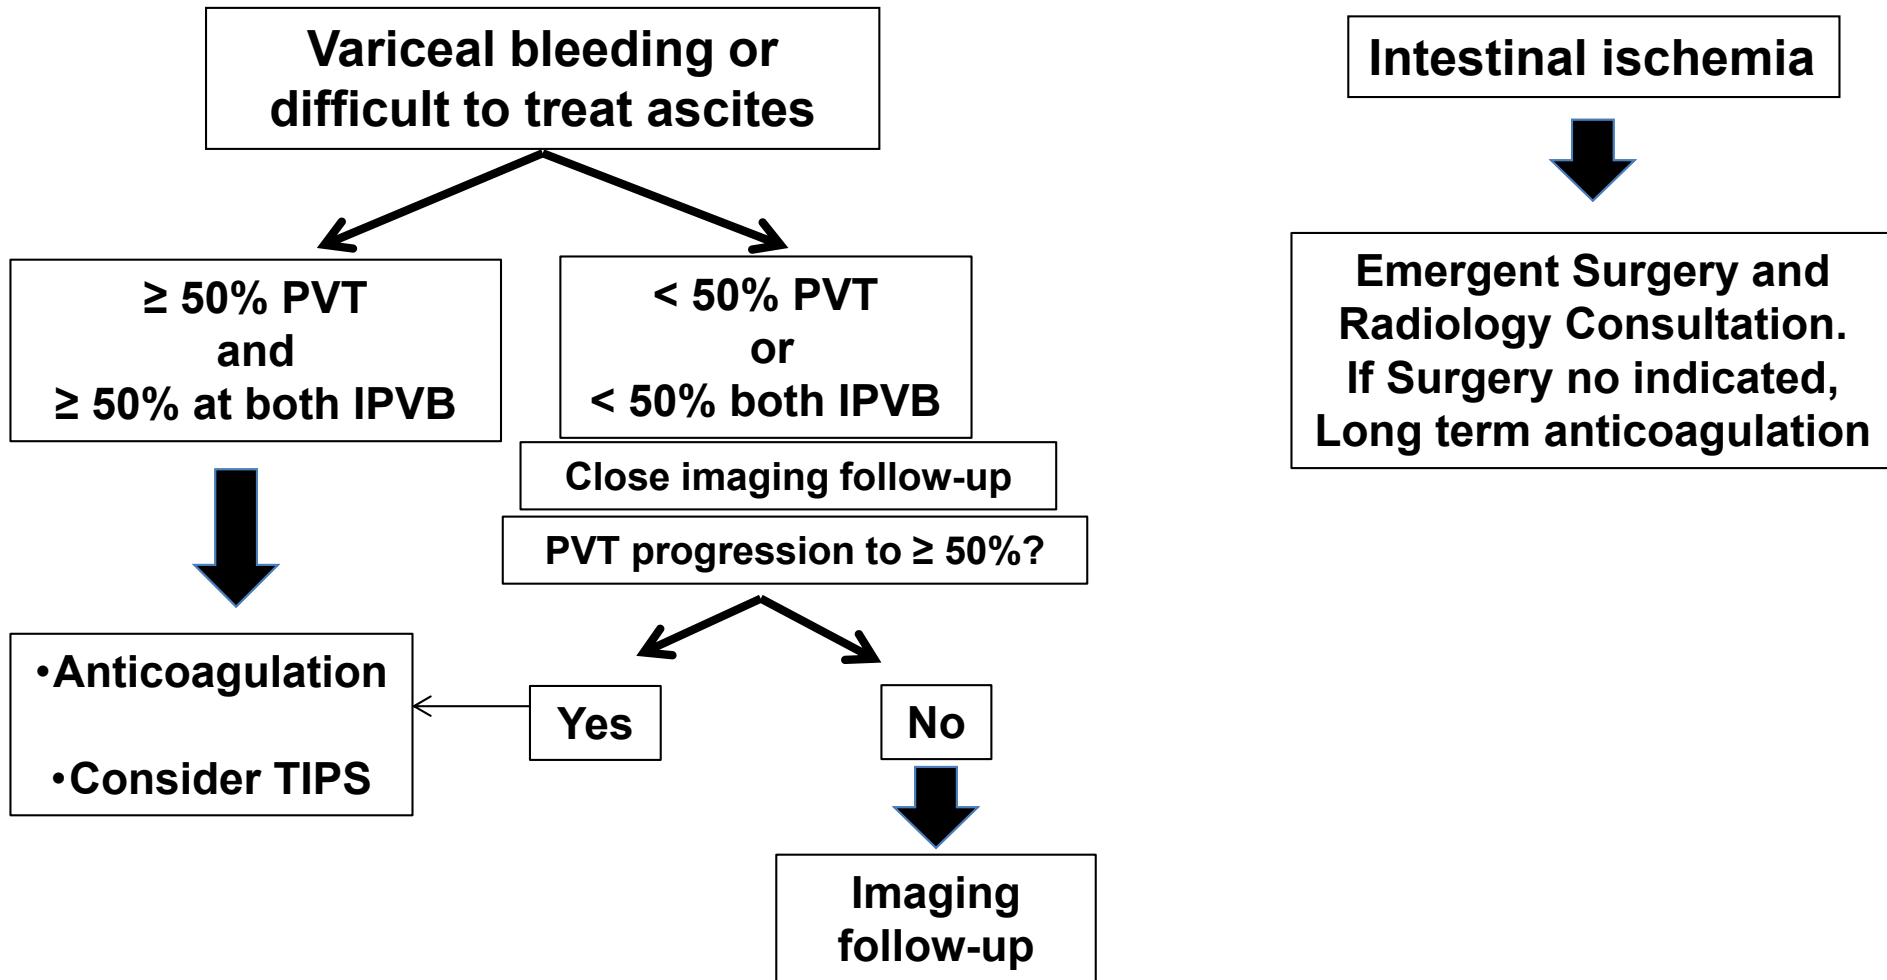 Variceal bleeding or
difficult to treat ascites
≥ 50% PVT
and
≥ 50% at both IPVB
< 50% PVT
or
< 50% both IPVB
Close imaging follow-up
PVT progression to ≥ 50%?
•Anticoagulation
•Consider TIPS
Yes
No
Imaging
follow-up
Intestinal ischemia
Emergent Surgery and
Radiology Consultation.
If Surgery no indicated,
Long term anticoagulation